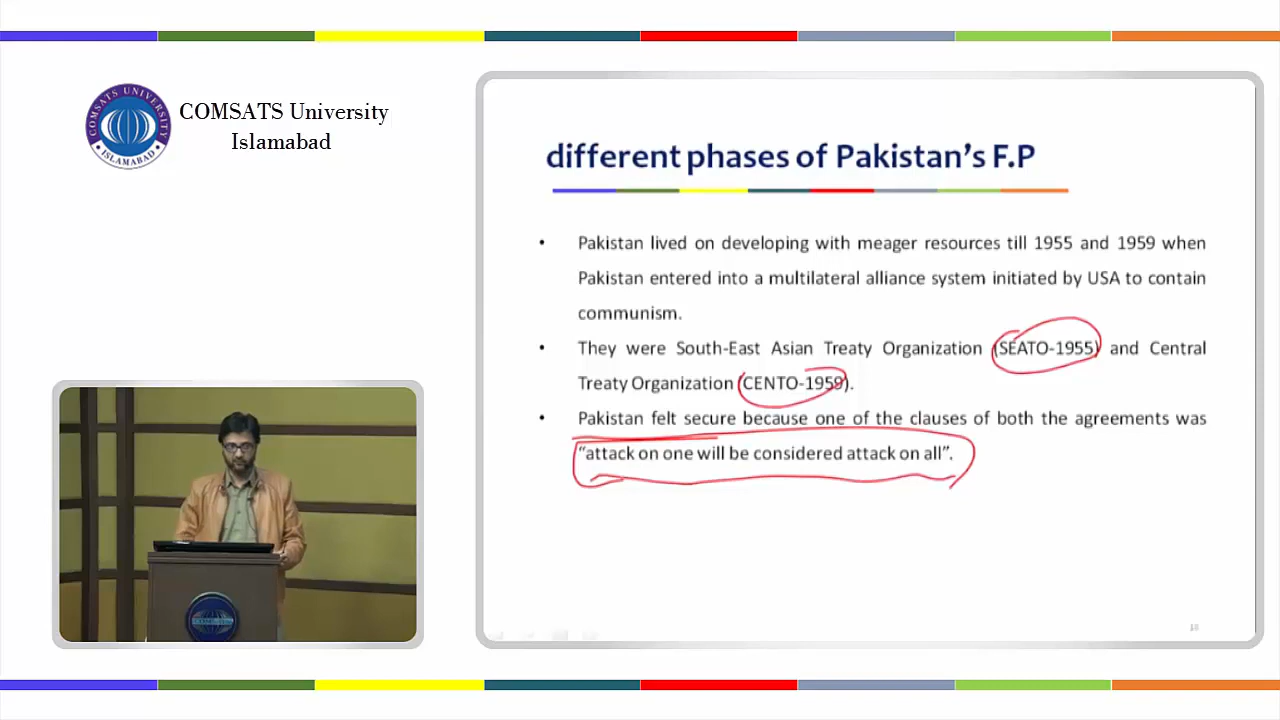 COMSATS University
Islamabad
COMSATS UNIVERSITY
ISLAMABAD
different phases of Pakistan's F.P
• Pakistan lived on developing with meager resources till 1955 and 1959 when
Pakistan entered into a multilateral alliance system initiated by USA to contain
communism.
• They were South-East Asian Treaty Organization (SEATO-1955) and Central
Treaty Organization (CENTO-1959).
• Pakistan felt secure because one of the clauses of both the agreements was
“attack on one will be considered attack on all”.